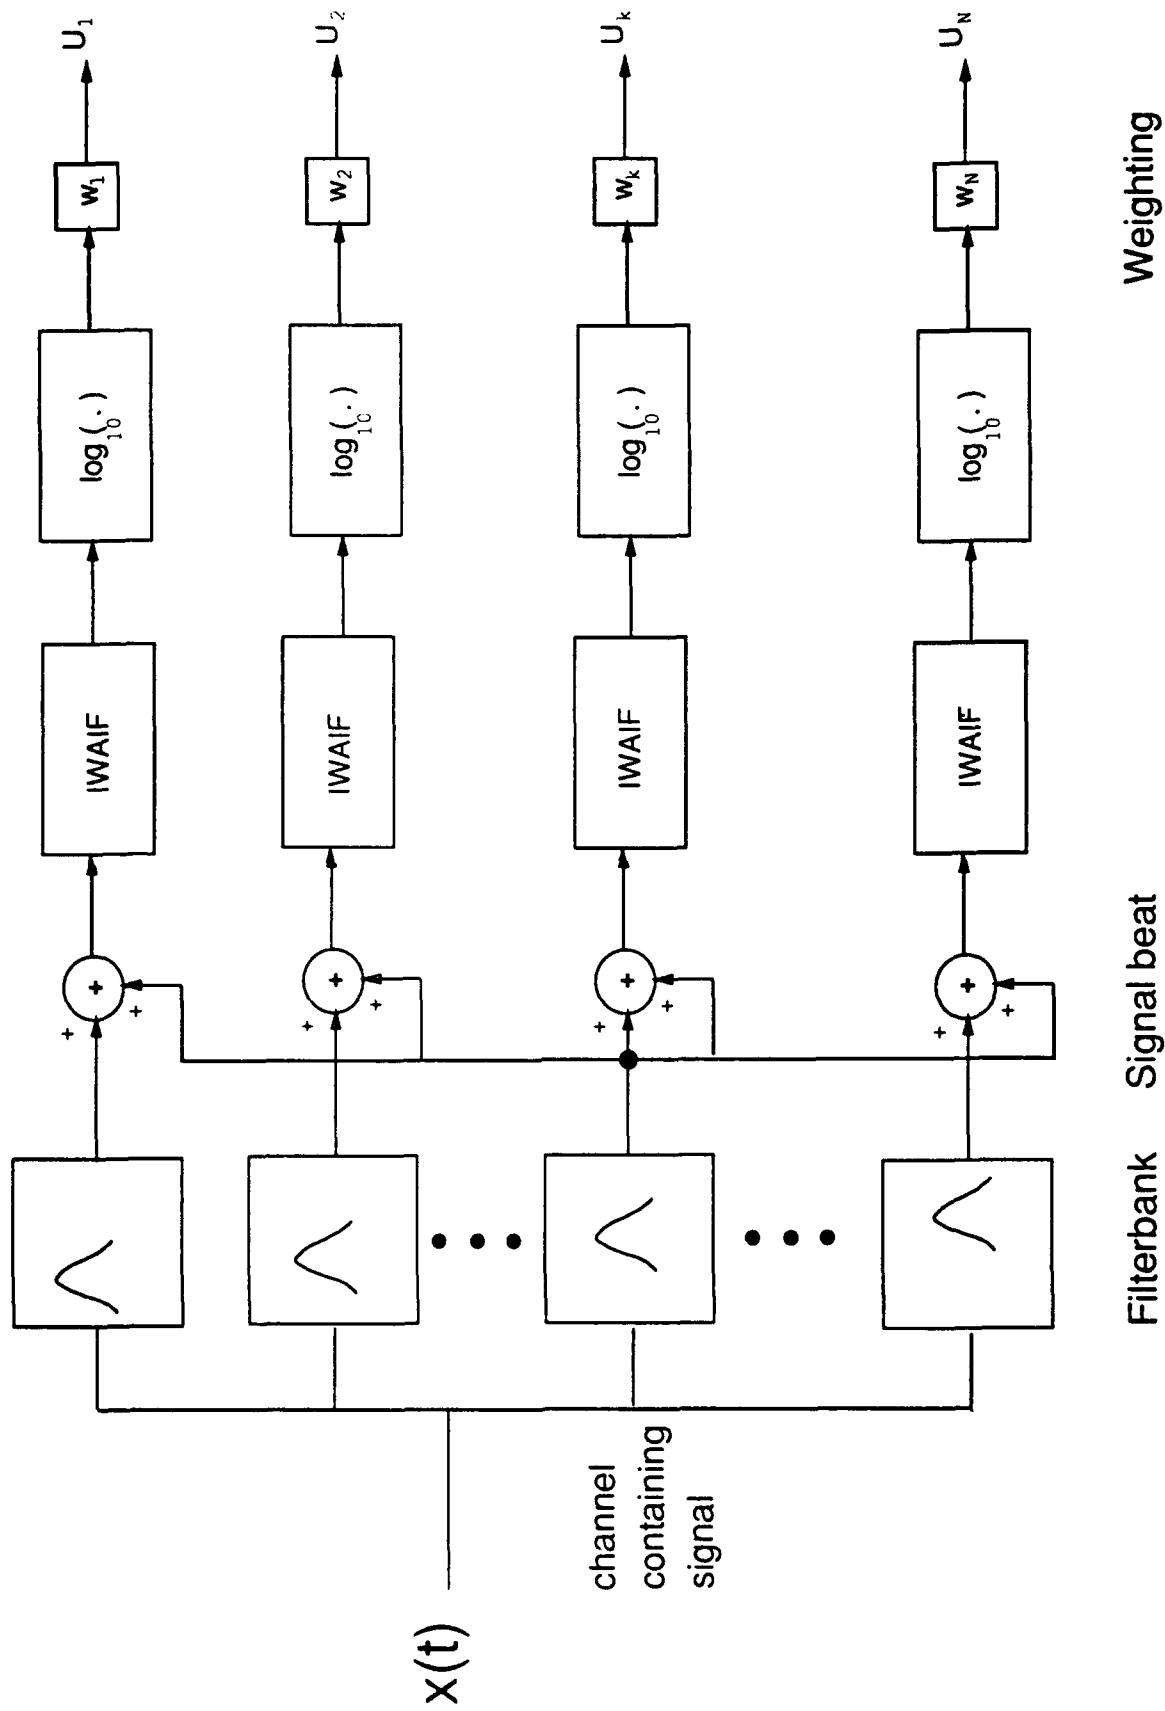 x(t)
channel
containing
signal
+ + + IWAIF log10(.) w1 U1
+ + + IWAIF log10(.) w2 U2
+ + + IWAIF log10(.) wk Uk
+ + + IWAIF log10(.) wN UN
Filterbank Signal beat Weighting